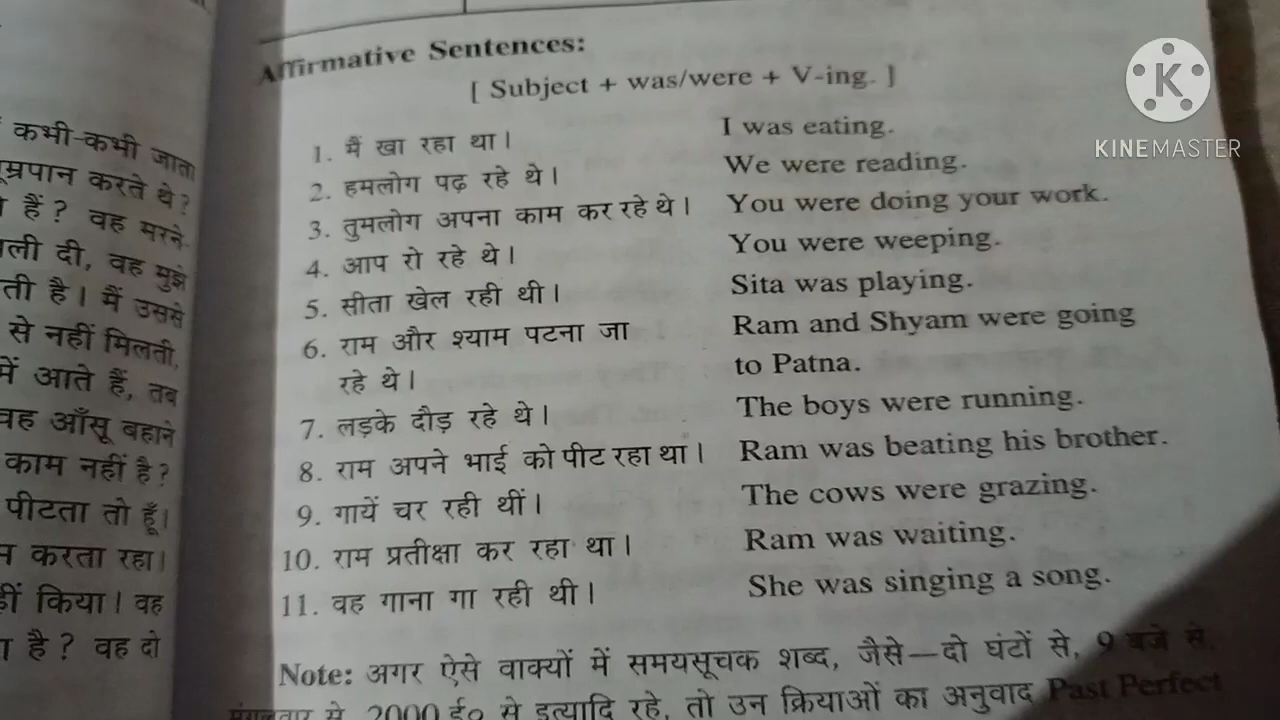 Affirmative Sentences:
[ Subject + was/were + V-ing. ]
1. मैं खा रहा था। I was eating.
2. हमलोग पढ़ रहे थे। We were reading.
3. तुमलोग अपना काम कर रहे थे। You were doing your work.
4. आप रो रहे थे। You were weeping.
5. सीता खेल रही थी। Sita was playing.
6. राम और श्याम पटना जा Ram and Shyam were going
रहे थे। to Patna.
7. लड़के दौड़ रहे थे। The boys were running.
8. राम अपने भाई को पीट रहा था। Ram was beating his brother.
9. गायें चर रही थीं। The cows were grazing.
10. राम प्रतीक्षा कर रहा था। Ram was waiting.
11. वह गाना गा रही थी। She was singing a song.
Note: अगर ऐसे वाक्यों में समयसूचक शब्द, जैसे—दो घंटों से, 9 बजे से,
मंगलवार से, 2000 ई० से इत्यादि रहे, तो उन क्रियाओं का अनुवाद Past Perfect
कभी-कभी जाता
धूम्रपान करते थे?
हैं? वह मरने-
दी, वह मुझे
है। मैं उससे
से नहीं मिलती,
में आते हैं, तब
वह आँसू बहाने
काम नहीं है?
पीटता तो हूँ।
करता रहा।
किया। वह
है? वह दो
K
KINEMASTER